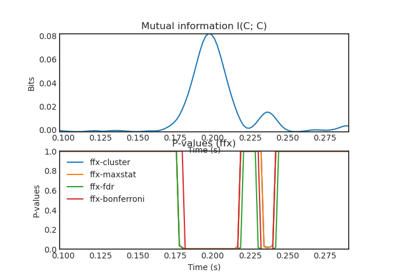 Mutual information I(C; C)
0.08
0.06
0.04
0.02
0.00
Bits
0.100 0.125 0.150 0.175 0.200 0.225 0.250 0.275
Time (s)
P-values (ffx)
1.0
0.8
0.6
0.4
0.2
0.0
P-values
ffx-cluster
ffx-maxstat
ffx-fdr
ffx-bonferroni
0.100 0.125 0.150 0.175 0.200 0.225 0.250 0.275
Time (s)